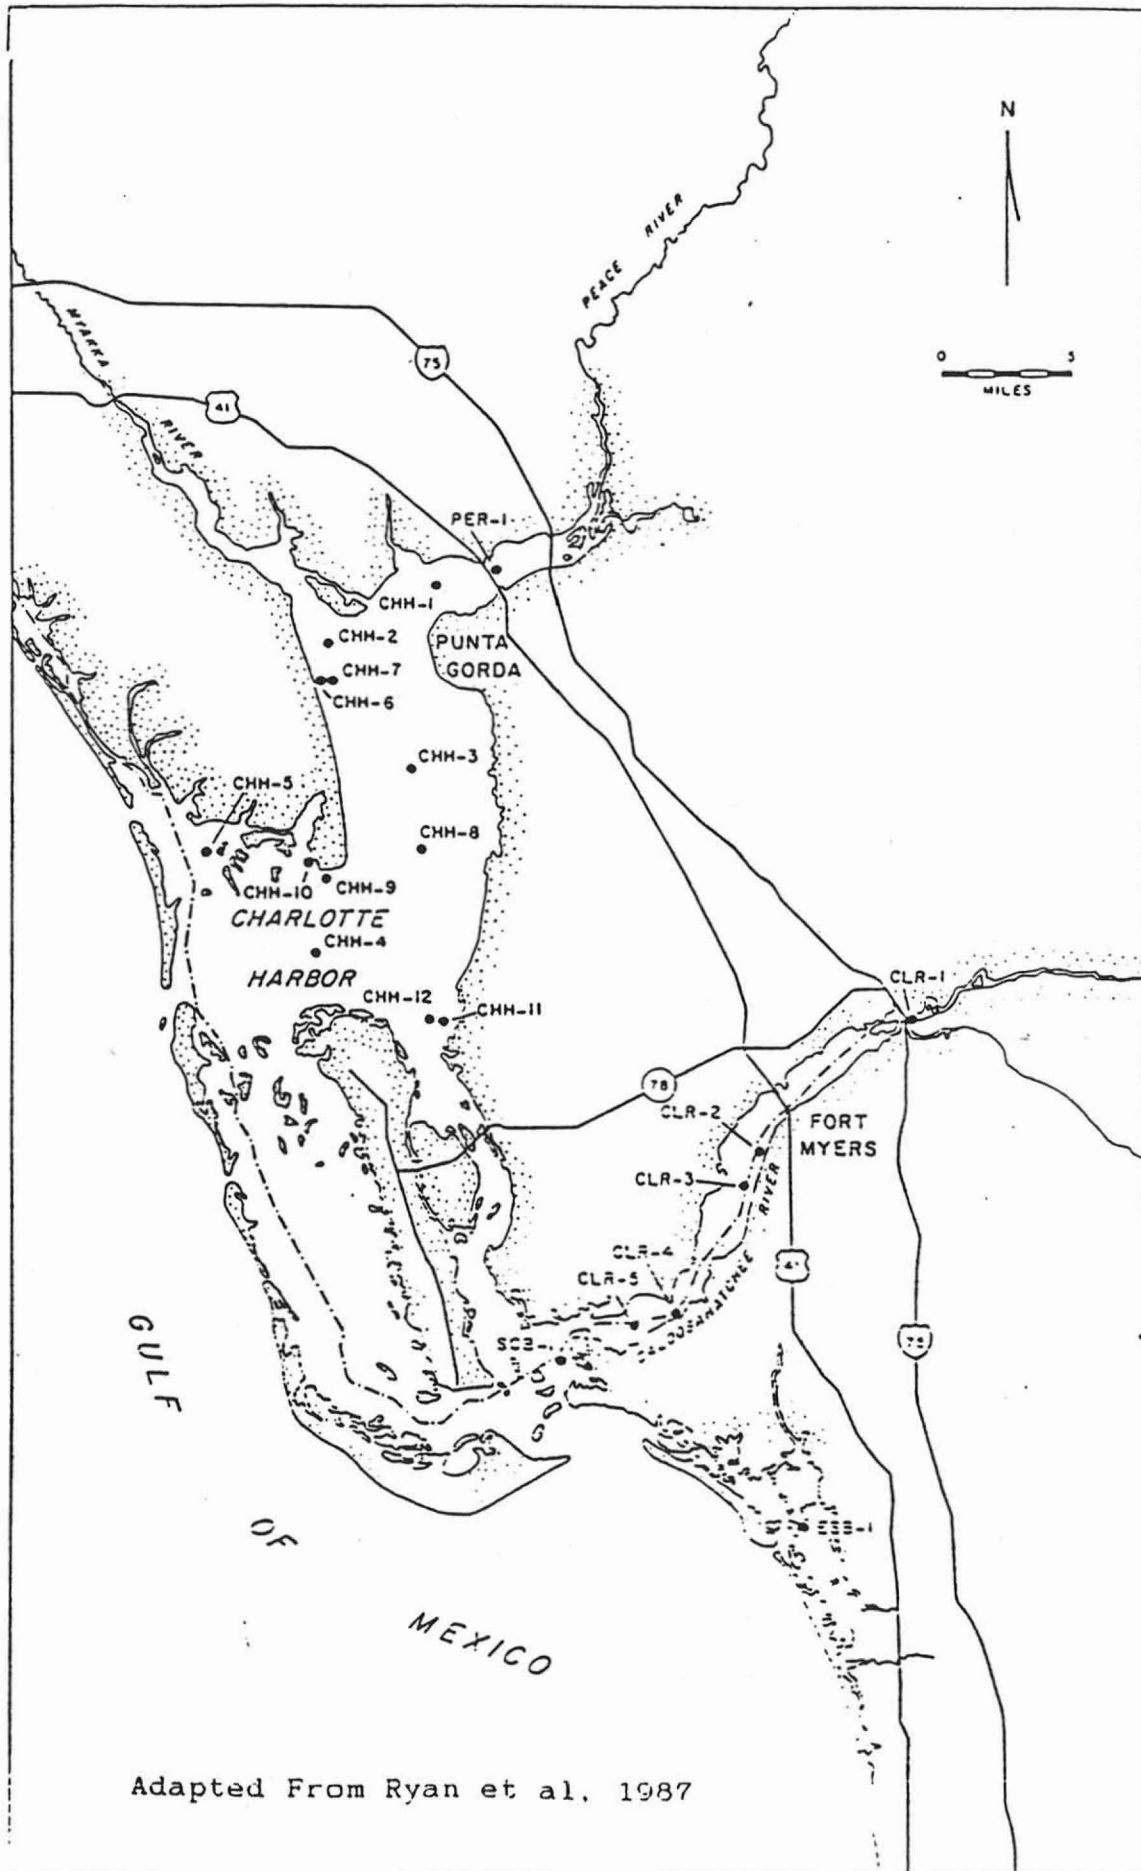 N
PEACE RIVER
0 5
MILES
MYAKKA
RIVER
75
41
PER-1
CHH-1
CHH-2
PUNTA
GORDA
CHH-7
CHH-6
CHH-3
CHH-5
CHH-8
CHH-10
CHH-9
CHARLOTTE
CHH-4
HARBOR
CHH-12
CHH-11
CLR-1
78
CLR-2
FORT
MYERS
CLR-3
RIVER
CLR-4
CLR-5
41
GULF
OF
MEXICO
Adapted From Ryan et al. 1987